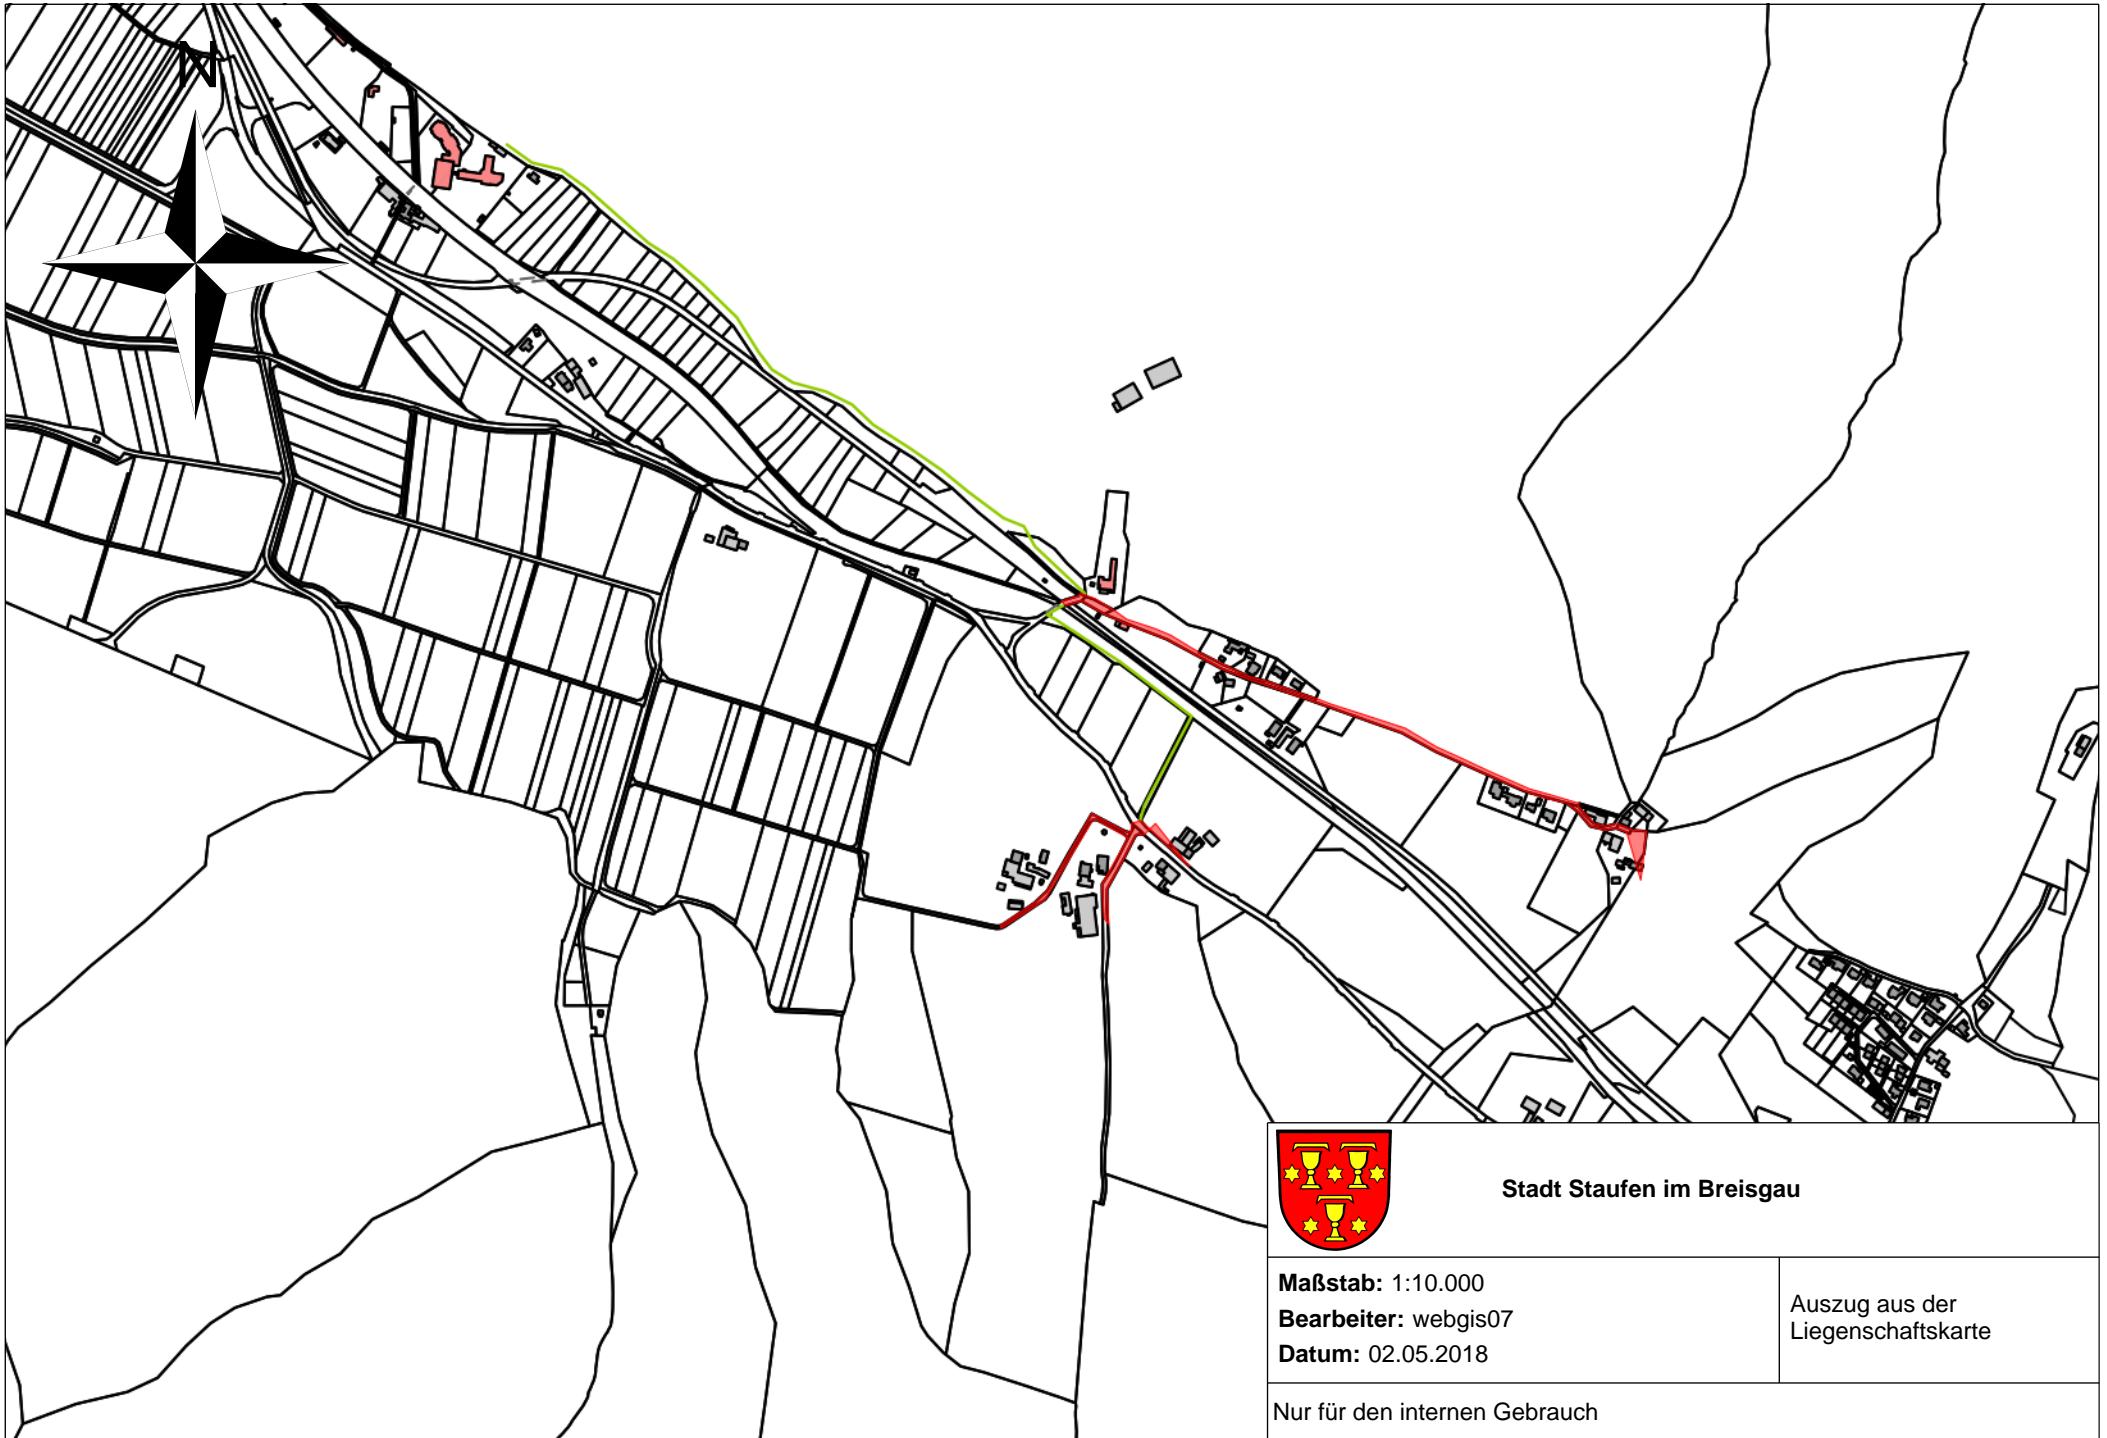 N
Stadt Staufen im Breisgau
Maßstab: 1:10.000
Bearbeiter: webgis07
Datum: 02.05.2018
Auszug aus der
Liegenschaftskarte
Nur für den internen Gebrauch